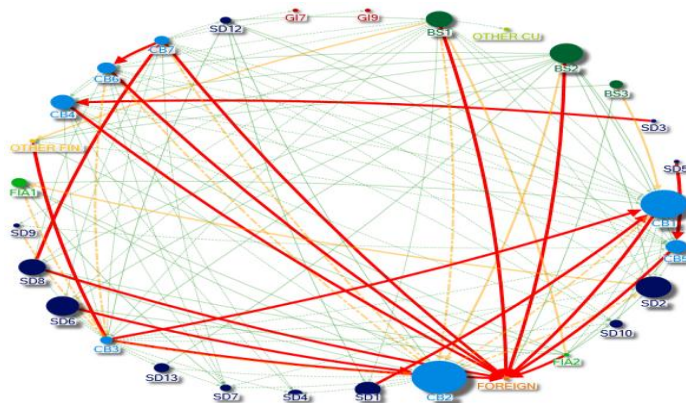 GI7
GI9
SD12
BS1
OTHER CU
CB7
BS2
CB6
BS3
CB4
SD3
OTHER FIN
SD5
FIA1
CB1
SD9
CB5
SD8
SD2
SD6
SD10
CB3
FIA2
SD13
SD7
SD4
SD1
CB2
FOREIGN